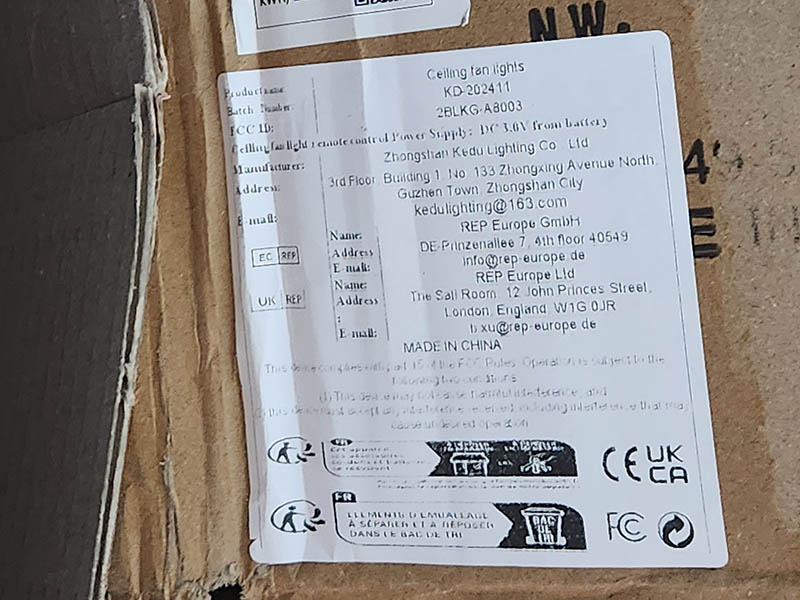 N.W.
Product name: Ceiling fan lights
KD-202411
Batch Number: 2BLKG-A8003
FCC ID:
Ceiling fan light remote control Power Supply: DC 3.0V from battery
Manufacturer: Zhongshan Kedu Lighting Co. Ltd
Address: 3rd Floor, Building 1, No. 133 Zhongxing Avenue North,
Guzhen Town, Zhongshan City
E-mail: kedulighting@163.com
EC REP
Name: REP Europe GmbH
Address DE-Prinzenallee 7, 4th floor 40549
E-mail: info@rep-europe.de
UK REP
Name: REP Europe Ltd
Address The Sail Room, 12 John Princes Street,
: London, England, W1G 0JR
E-mail: b.xu@rep-europe.de
MADE IN CHINA
This device complies with part 15 of the FCC Rules. Operation is subject to the
following two conditions
(1) This device may not cause harmful interference, and
(2) this device must accept any interference received, including interference that may
cause undesired operation
FR
Cet appareil
ses accessoires
se recyclent
CE UK
CA
FR
ELEMENTS D'EMBALLAGE
À SÉPARER ET À DÉPOSER
DANS LE BAC DE TRI
BAC
DE
TRI
FC
4
E